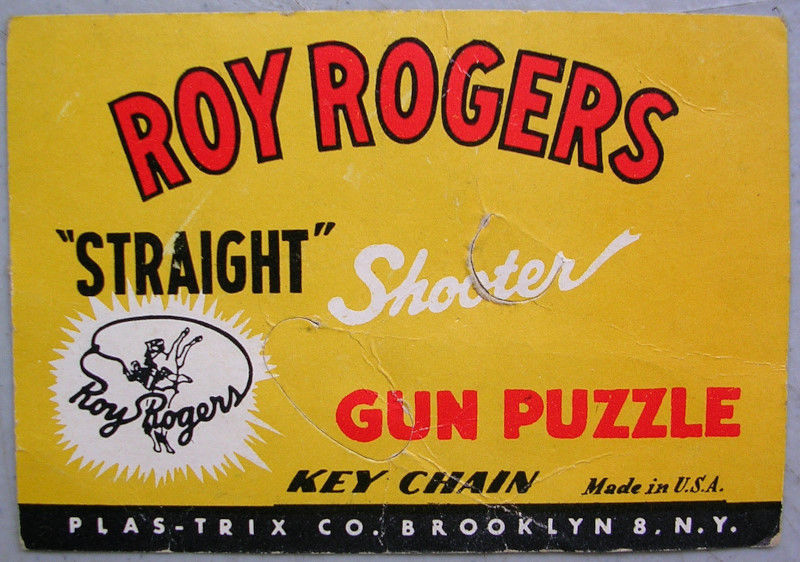 ROY ROGERS
"STRAIGHT" Shooter
Roy Rogers
GUN PUZZLE
KEY CHAIN Made in U.S.A.
PLAS-TRIX CO. BROOKLYN 8, N.Y.